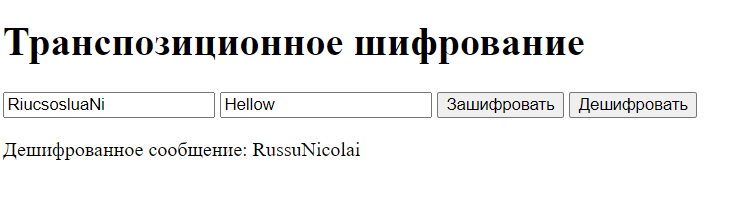 Транспозиционное шифрование
RiucsosluaNi Hellow Зашифровать Дешифровать
Дешифрованное сообщение: RussuNicolai